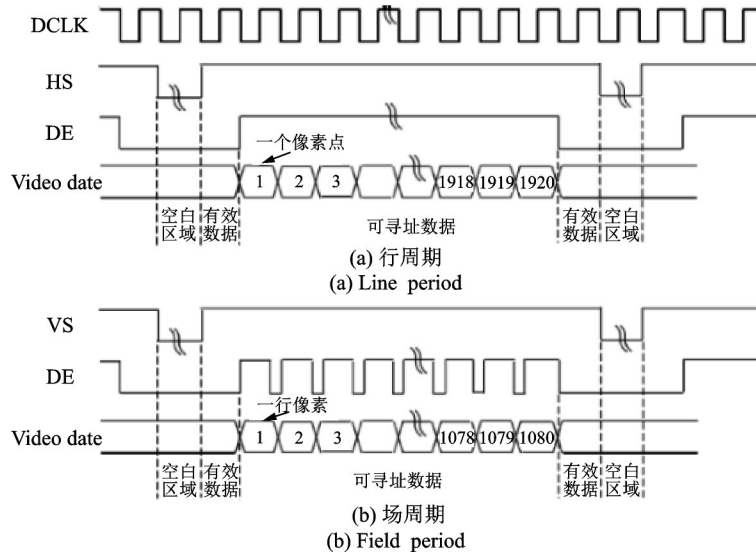 DCLK
HS
DE
一个像素点
Video date
1 2 3 1918 1919 1920
空白区域 有效数据 可寻址数据 有效数据 空白区域
(a) 行周期
(a) Line period
VS
DE
一行像素
Video date
1 2 3 1078 1079 1080
空白区域 有效数据 可寻址数据 有效数据 空白区域
(b) 场周期
(b) Field period